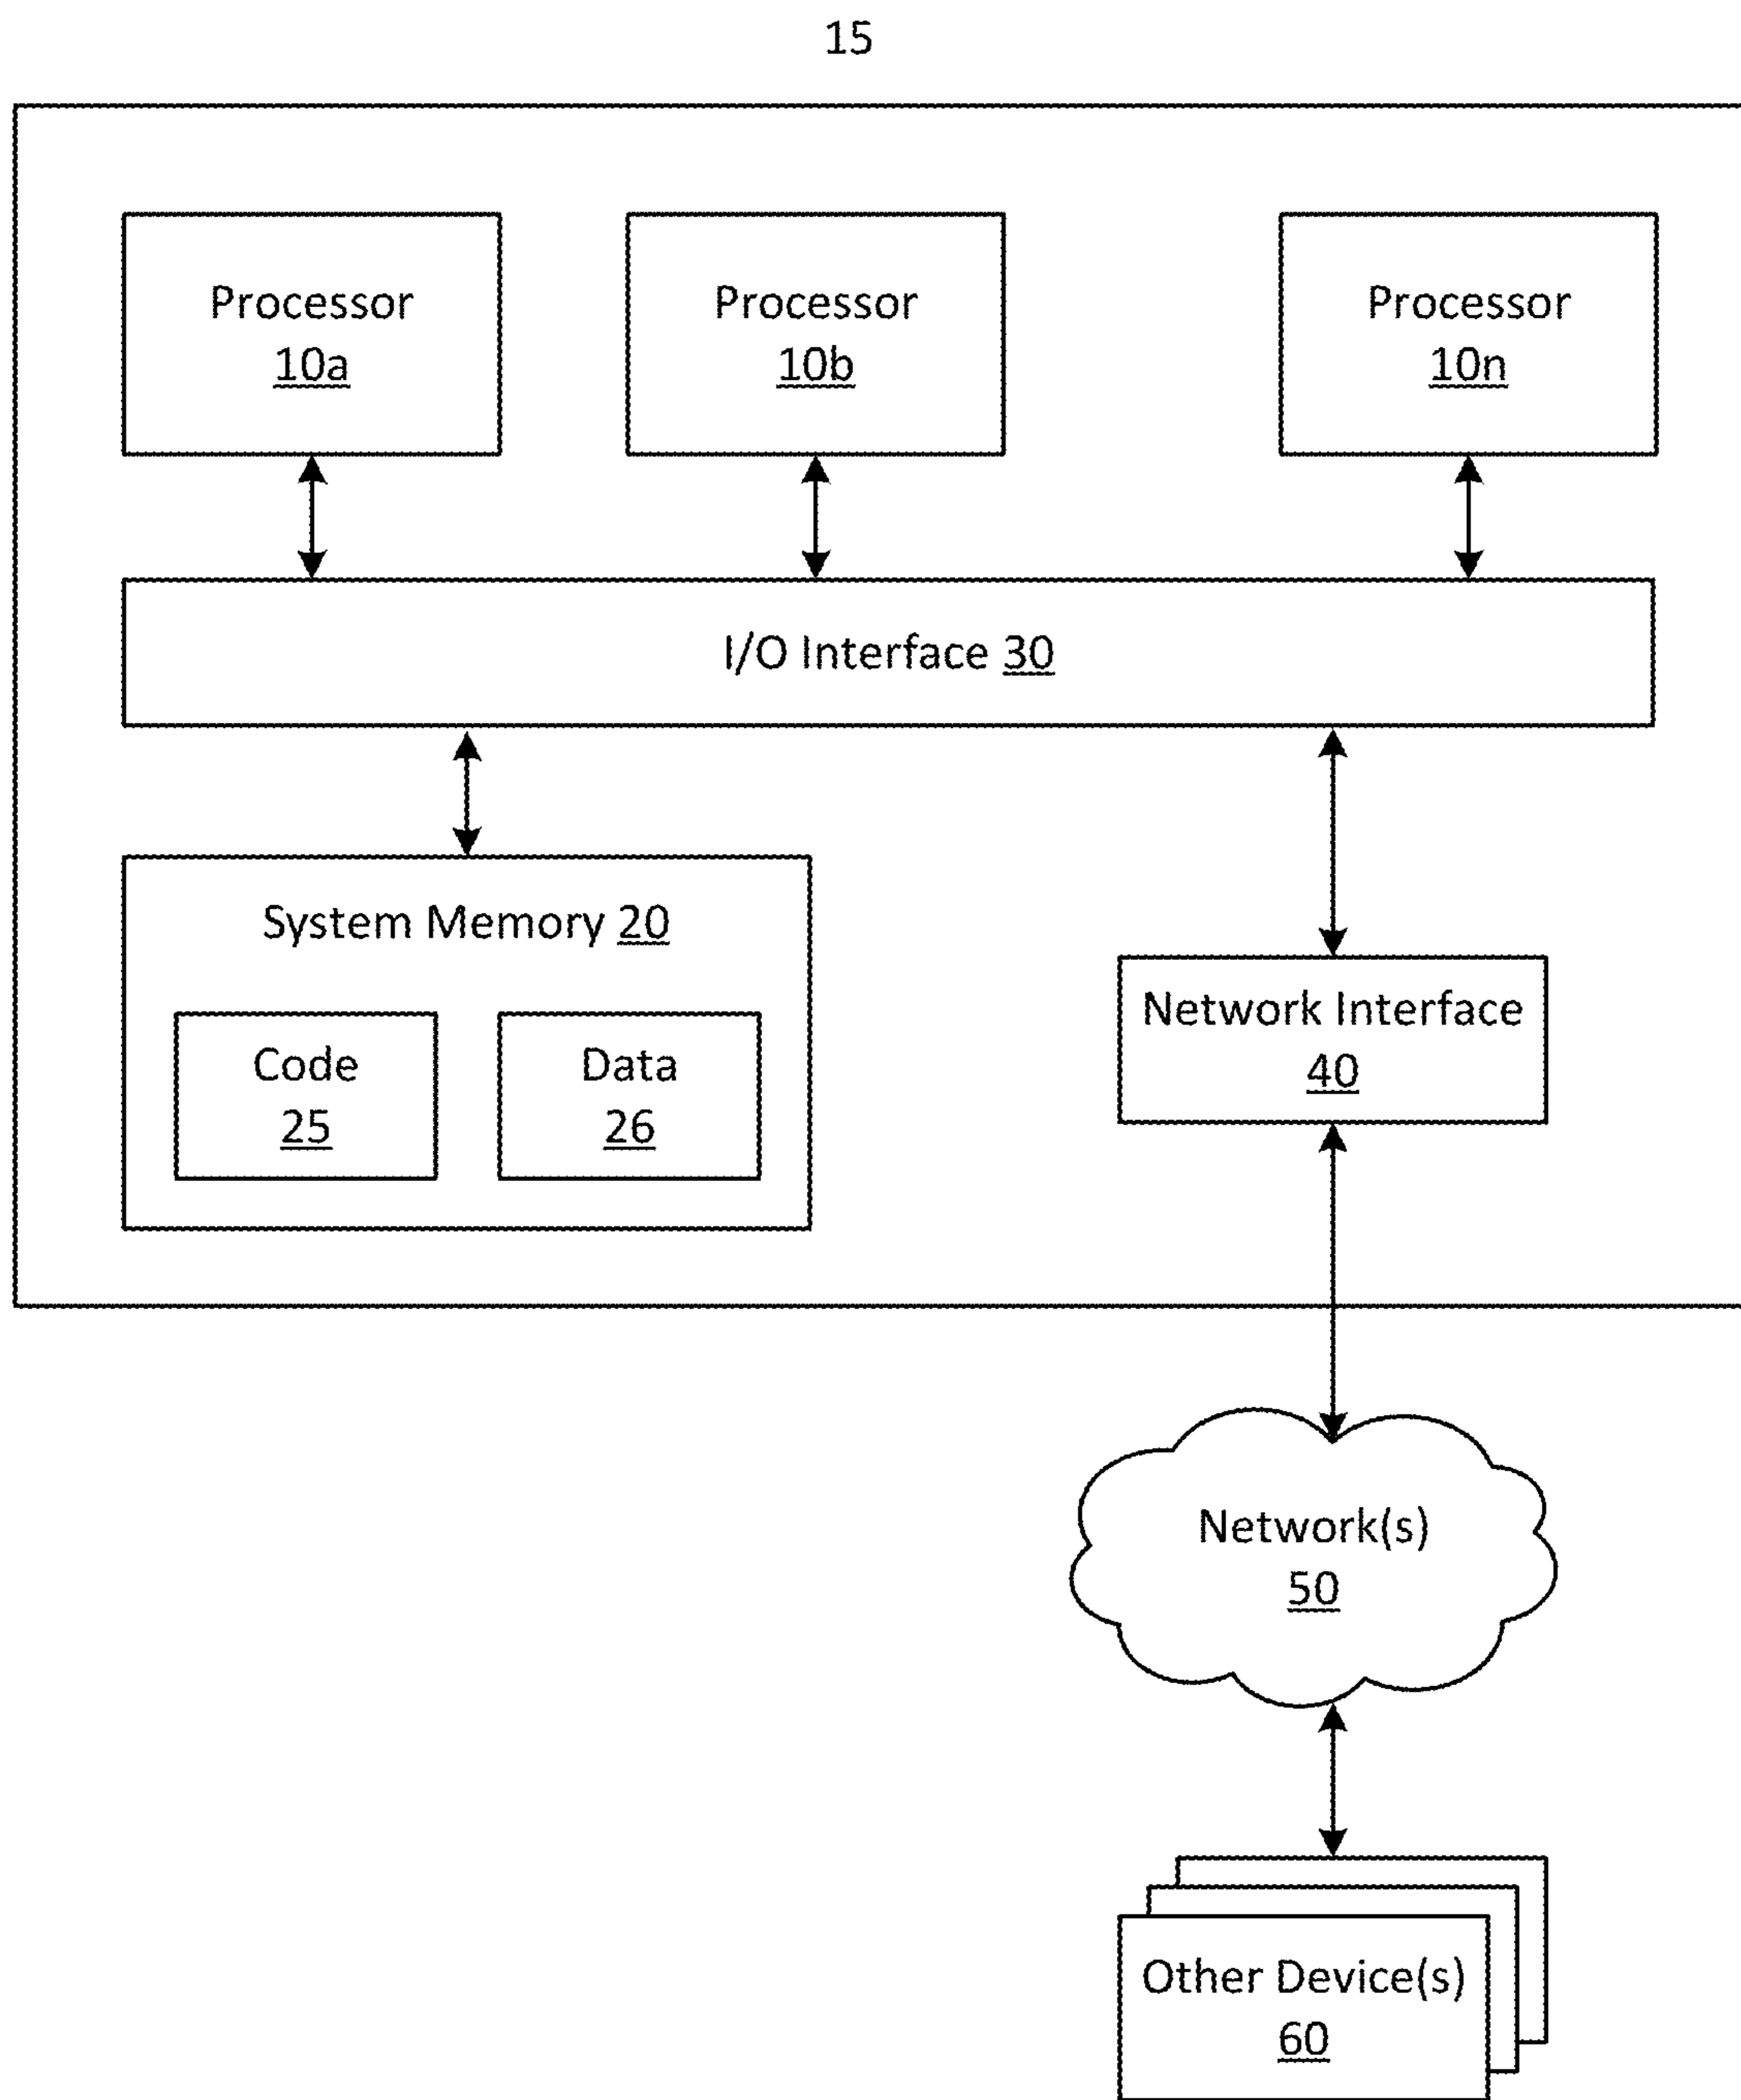 15
Processor
10a
Processor
10b
Processor
10n
I/O Interface 30
System Memory 20
Code
25
Data
26
Network Interface
40
Network(s)
50
Other Device(s)
60